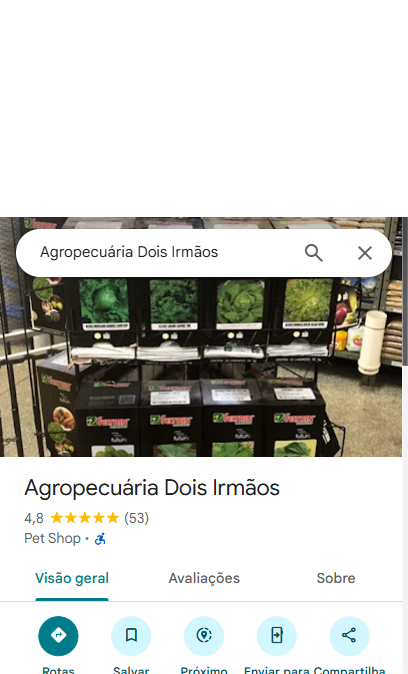 Agropecuária Dois Irmãos
Agropecuária Dois Irmãos
4,8 (53)
Pet Shop ·
Visão geral Avaliações Sobre
Rotas Salvar Próximo Enviar para Compartilha